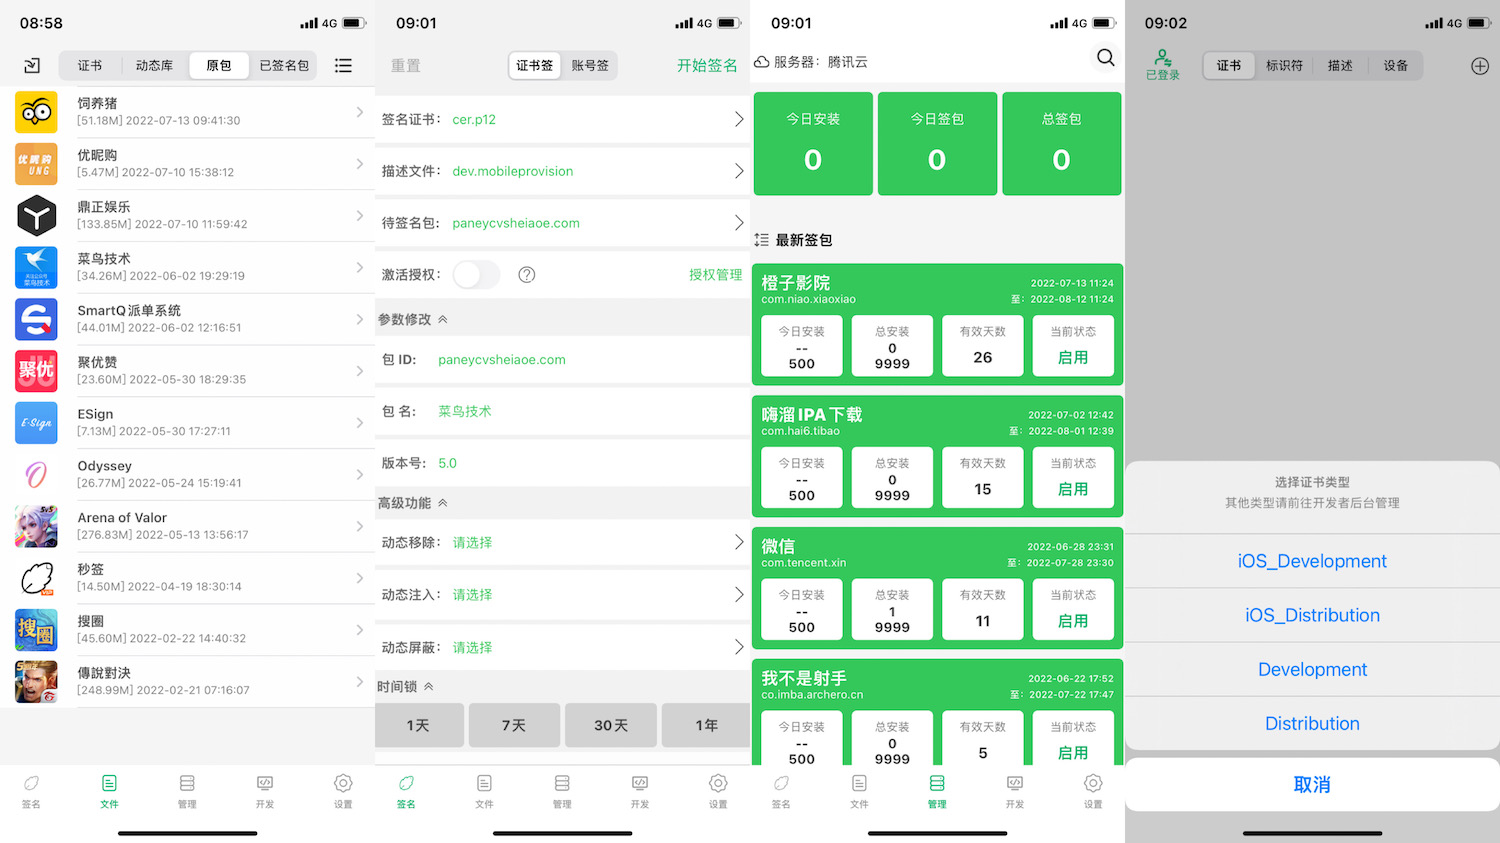 08:58
4G
证书
动态库
原包
已签名包
饲养猪
[51.18M] 2022-07-13 09:41:30
优昵购
UNG
优昵购
[5.47M] 2022-07-10 15:38:12
鼎正娱乐
[133.85M] 2022-07-10 11:59:42
菜鸟技术
菜鸟技术
[34.26M] 2022-06-02 19:29:19
SmartQ派单系统
[44.01M] 2022-06-02 12:16:51
聚优
聚优赞
[23.60M] 2022-05-30 18:29:35
E·Sign
ESign
[7.13M] 2022-05-30 17:27:11
Odyssey
[26.77M] 2022-05-24 15:19:41
5v5
Arena of Valor
[276.83M] 2022-05-13 13:56:17
VIP
秒签
[14.50M] 2022-04-19 18:30:14
搜圈
搜圈
[45.60M] 2022-02-22 14:40:32
傳說對決
[248.99M] 2022-02-21 07:16:07
签名
文件
管理
开发
设置
09:01
4G
重置
证书签
账号签
开始签名
签名证书： cer.p12
描述文件： dev.mobileprovision
待签名包： paneycvsheiaoe.com
激活授权：
授权管理
参数修改
包 ID: paneycvsheiaoe.com
包 名: 菜鸟技术
版本号: 5.0
高级功能
动态移除： 请选择
动态注入： 请选择
动态屏蔽： 请选择
时间锁
1天
7天
30天
1年
签名
文件
管理
开发
设置
09:01
4G
服务器： 腾讯云
今日安装
0
今日签包
0
总签包
0
最新签包
橙子影院
com.niao.xiaoxiao
2022-07-13 11:24
至：2022-08-12 11:24
今日安装
--
500
总安装
0
9999
有效天数
26
当前状态
启用
嗨溜IPA下载
com.hai6.tibao
2022-07-02 12:42
至：2022-08-01 12:39
今日安装
--
500
总安装
0
9999
有效天数
15
当前状态
启用
微信
com.tencent.xin
2022-06-28 23:31
至：2022-07-28 23:30
今日安装
--
500
总安装
1
9999
有效天数
11
当前状态
启用
我不是射手
co.imba.archero.cn
2022-06-22 17:52
至：2022-07-22 17:47
今日安装
--
500
总安装
0
9999
有效天数
5
当前状态
启用
签名
文件
管理
开发
设置
09:02
4G
已登录
证书
标识符
描述
设备
选择证书类型
其他类型请前往开发者后台管理
iOS_Development
iOS_Distribution
Development
Distribution
取消